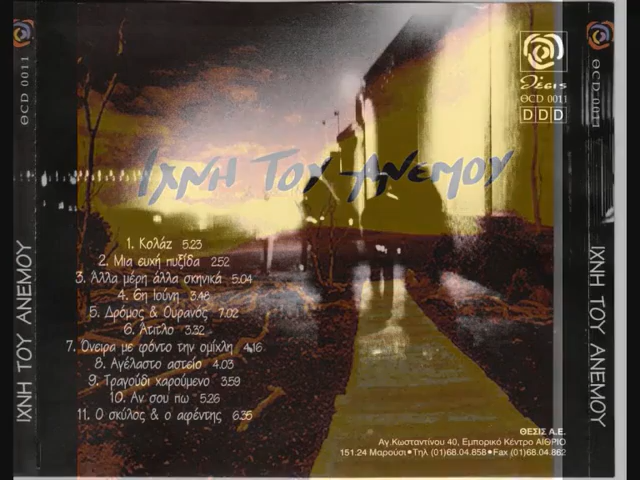 ΘCD 0011
ΙΧΝΗ ΤΟΥ ΑΝΕΜΟΥ
Θέσις
ΘCD 0011
DDD
ΙΧΝΗ ΤΟΥ ΑΝΕΜΟΥ
1. Κολάζ 5.23
2. Μια ευχή πυξίδα 2.52
3. Άλλα μέρη άλλα σκηνικά 5.04
4. 6η Ιούνη 3.48
5. Δρόμος & Ουρανός 7.02
6. Άτιτλο 3.32
7. Όνειρα με φόντο την ομίχλη 4.16
8. Αγέλαστο αστείο 4.03
9. Τραγούδι χαρούμενο 3.59
10. Αν σου πω 5.26
11. Ο σκύλος & ο αφέντης 6.35
ΘΕΣΙΣ Α.Ε.
Αγ.Κωσταντίνου 40, Εμπορικό Κέντρο ΑΙΘΡΙΟ
151.24 Μαρούσι•Τηλ (01)68.04.858•Fax (01)68.04.862
ΘCD 0011
ΙΧΝΗ ΤΟΥ ΑΝΕΜΟΥ